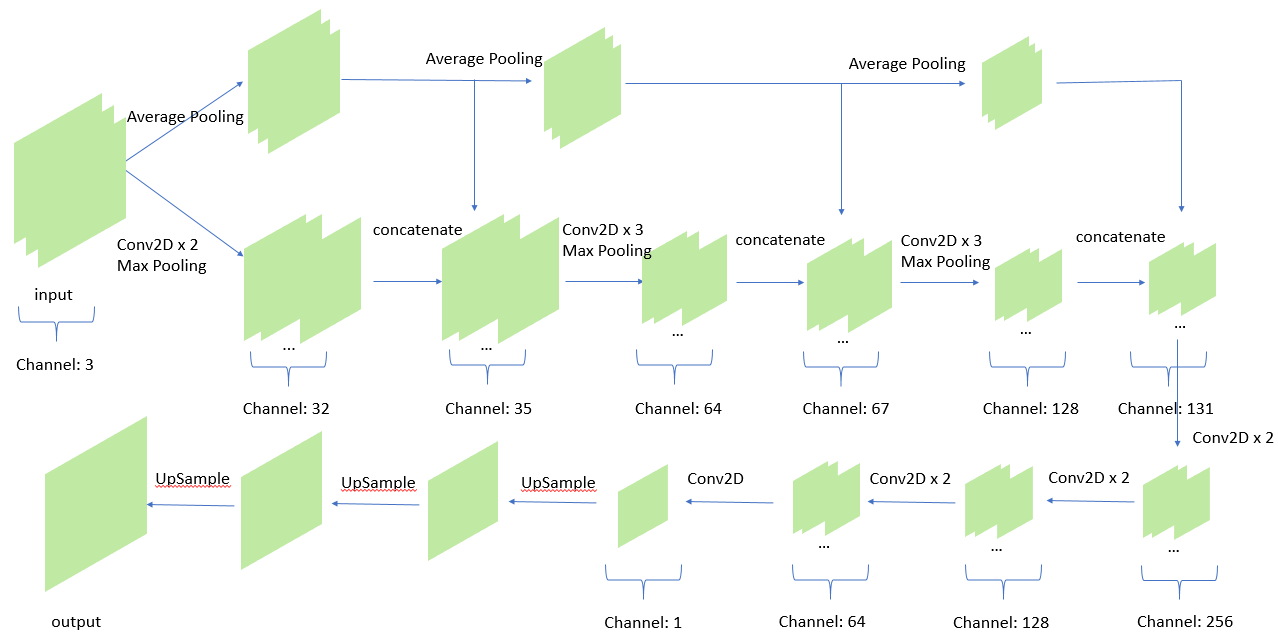 Average Pooling
Average Pooling
Average Pooling
Conv2D x 2
Max Pooling
concatenate
Conv2D x 3
Max Pooling
concatenate
Conv2D x 3
Max Pooling
concatenate
input
...
...
...
...
...
...
Channel: 3
Channel: 32
Channel: 35
Channel: 64
Channel: 67
Channel: 128
Channel: 131
Conv2D x 2
UpSample
UpSample
UpSample
Conv2D
Conv2D x 2
Conv2D x 2
...
...
...
output
Channel: 1
Channel: 64
Channel: 128
Channel: 256